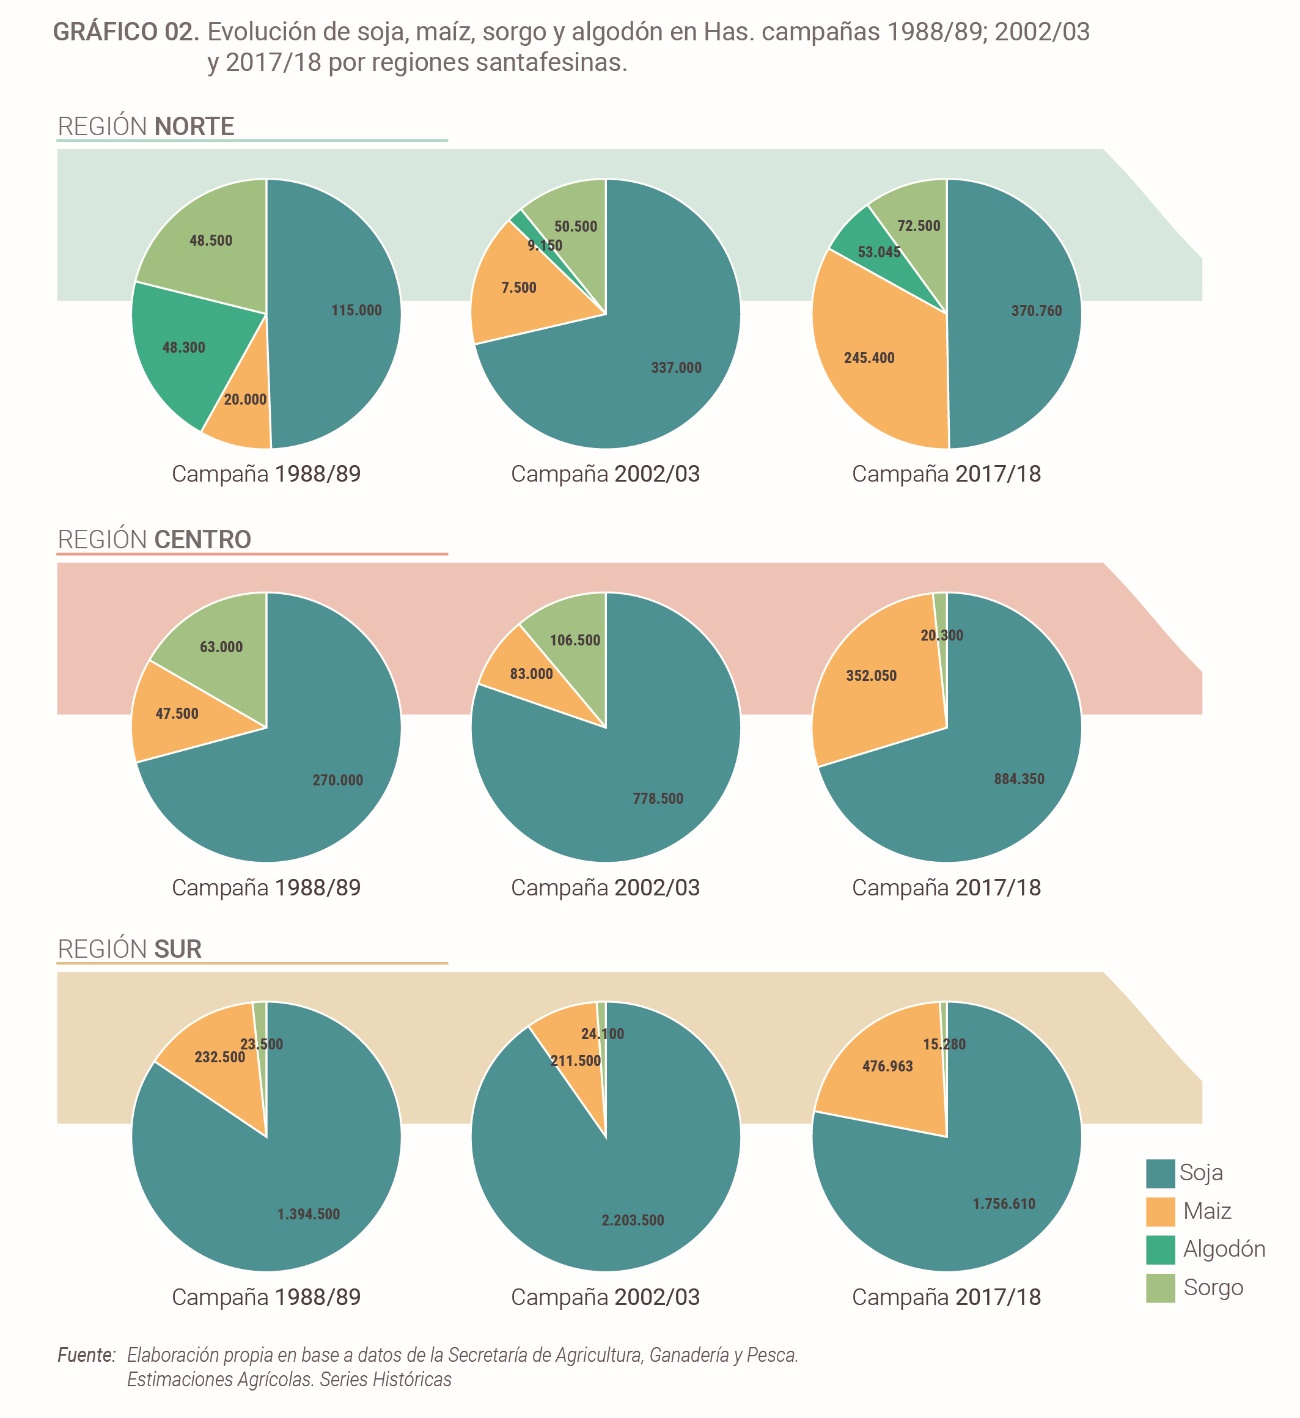 GRÁFICO 02. Evolución de soja, maíz, sorgo y algodón en Has. campañas 1988/89; 2002/03
y 2017/18 por regiones santafesinas.
REGIÓN NORTE
48.500
115.000
48.300
20.000
50.500
9.150
7.500
337.000
72.500
53.045
370.760
245.400
Campaña 1988/89
Campaña 2002/03
Campaña 2017/18
REGIÓN CENTRO
63.000
47.500
270.000
106.500
83.000
778.500
20.300
352.050
884.350
Campaña 1988/89
Campaña 2002/03
Campaña 2017/18
REGIÓN SUR
23.500
232.500
1.394.500
24.100
211.500
2.203.500
15.280
476.963
1.756.610
Campaña 1988/89
Campaña 2002/03
Campaña 2017/18
Soja
Maiz
Algodón
Sorgo
Fuente: Elaboración propia en base a datos de la Secretaría de Agricultura, Ganadería y Pesca.
Estimaciones Agrícolas. Series Históricas